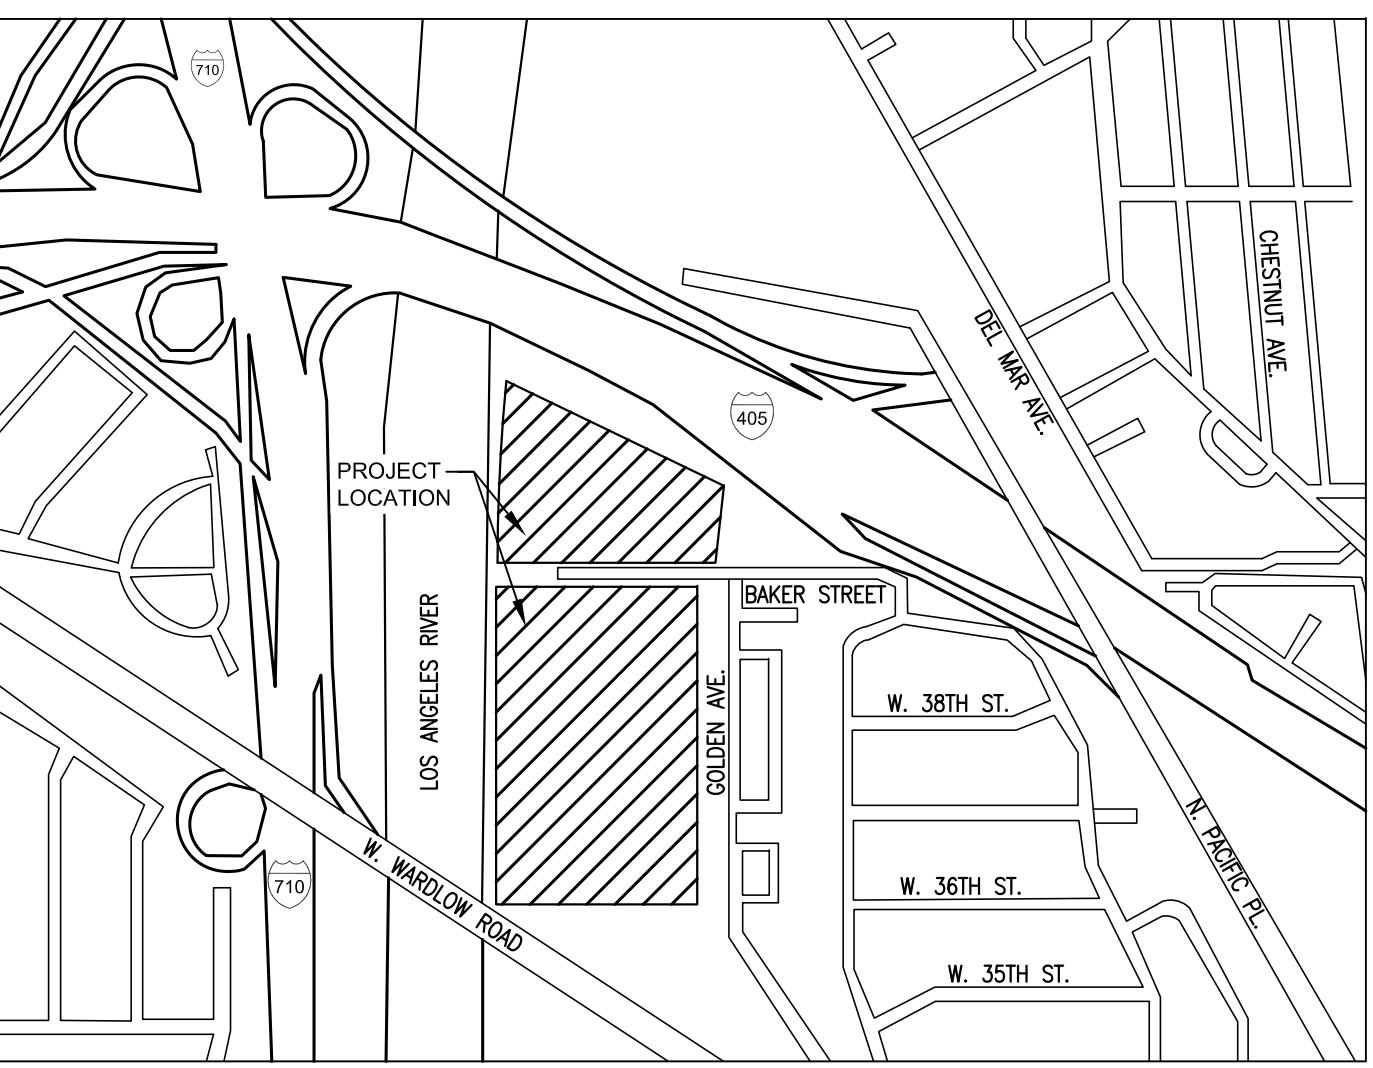 710
CHESTNUT AVE.
DEL MAR AVE.
405
PROJECT
LOCATION
BAKER STREET
LOS ANGELES RIVER
GOLDEN AVE.
W. 38TH ST.
N. PACIFIC PL.
W. WARDLOW ROAD
710
W. 36TH ST.
W. 35TH ST.